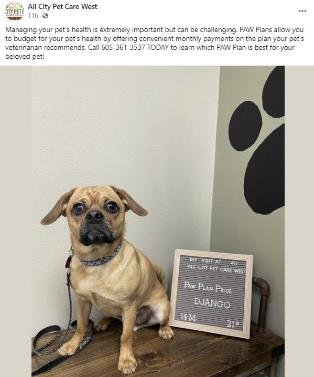 All City Pet Care West
11h
Managing your pet's health is extremely important but can be challenging. PAW Plans allow you
to budget for your pet's health by offering convenient monthly payments on the plan your pet's
veterinarian recommends. Call 605-361-3537 TODAY to learn which PAW Plan is best for your
beloved pet!
MY VISIT AT
ALL CITY PET CARE WEST
PAW PLAN PRIDE
DJANGO
14 M
21#